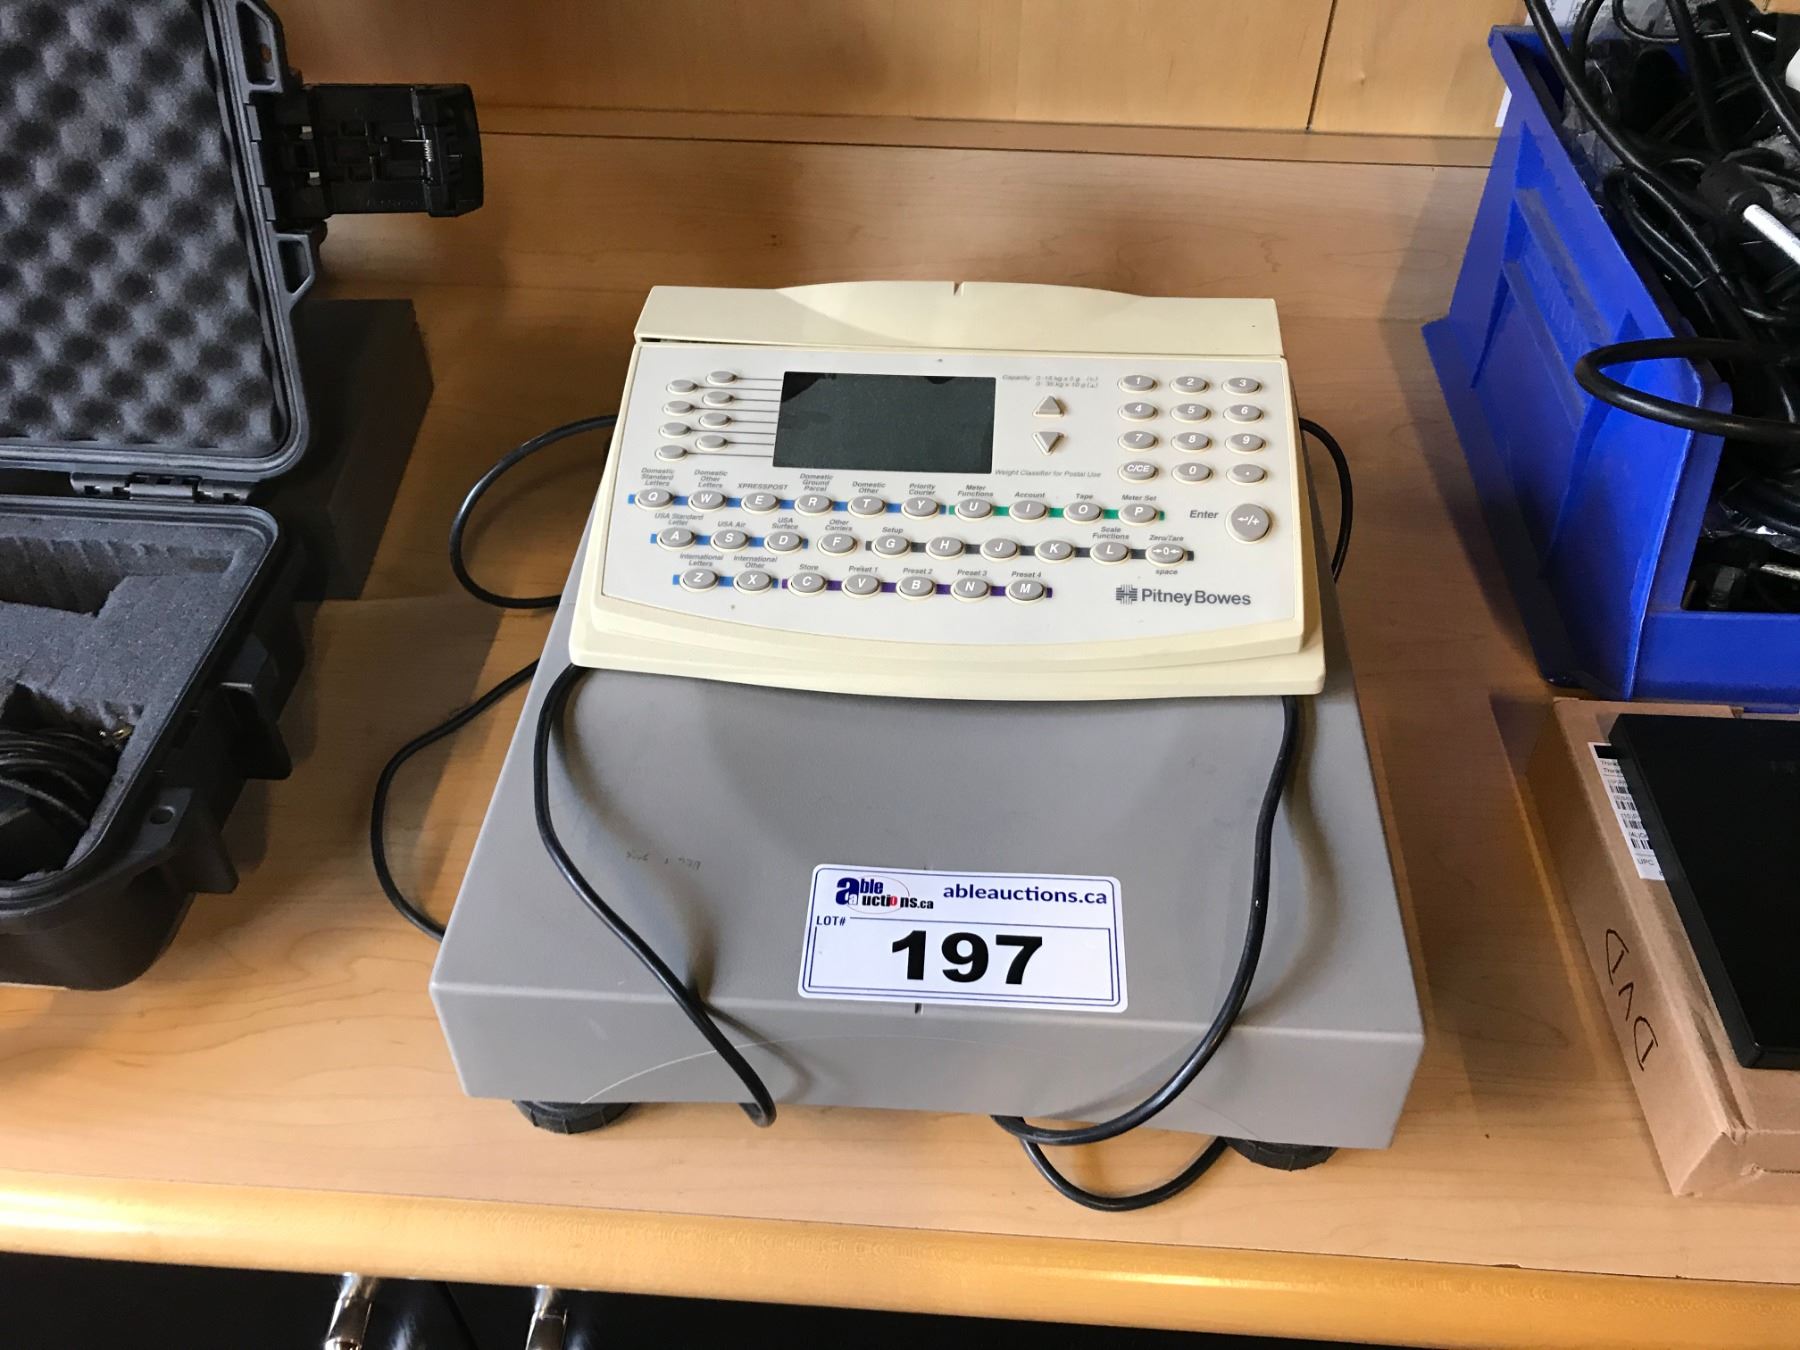 Capacity
1 2 3
4 5 6
7 8 9
C/CE 0 .
Weight Classifier for Postal Use
Domestic Standard Letters
Domestic Other Letters
XPRESSPOST
Domestic Ground Parcel
Domestic Other
Priority Courier
Meter Functions
Account
Tape
Meter Set
Q W E R T Y U I O P
Enter
USA Standard Letter
USA Air
USA Surface
Other Carriers
Setup
Scale Functions
Zero/Tare
A S D F G H J K L →0←
space
International Letters
International Other
Store
Preset 1
Preset 2
Preset 3
Preset 4
Z X C V B N M
PitneyBowes
able auctions.ca
ableauctions.ca
LOT#
197
UPC
DVD